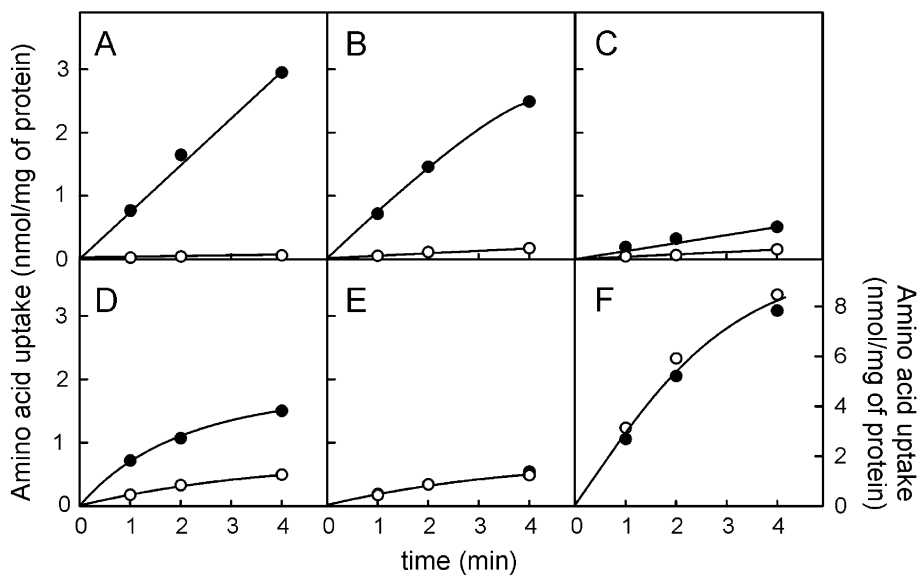 A
B
C
3
2
1
0
Amino acid uptake (nmol/mg of protein)
D
E
F
3
2
1
0
8
6
4
2
0
Amino acid uptake
(nmol/mg of protein)
0 1 2 3 4
0 1 2 3 4
0 1 2 3 4
time (min)